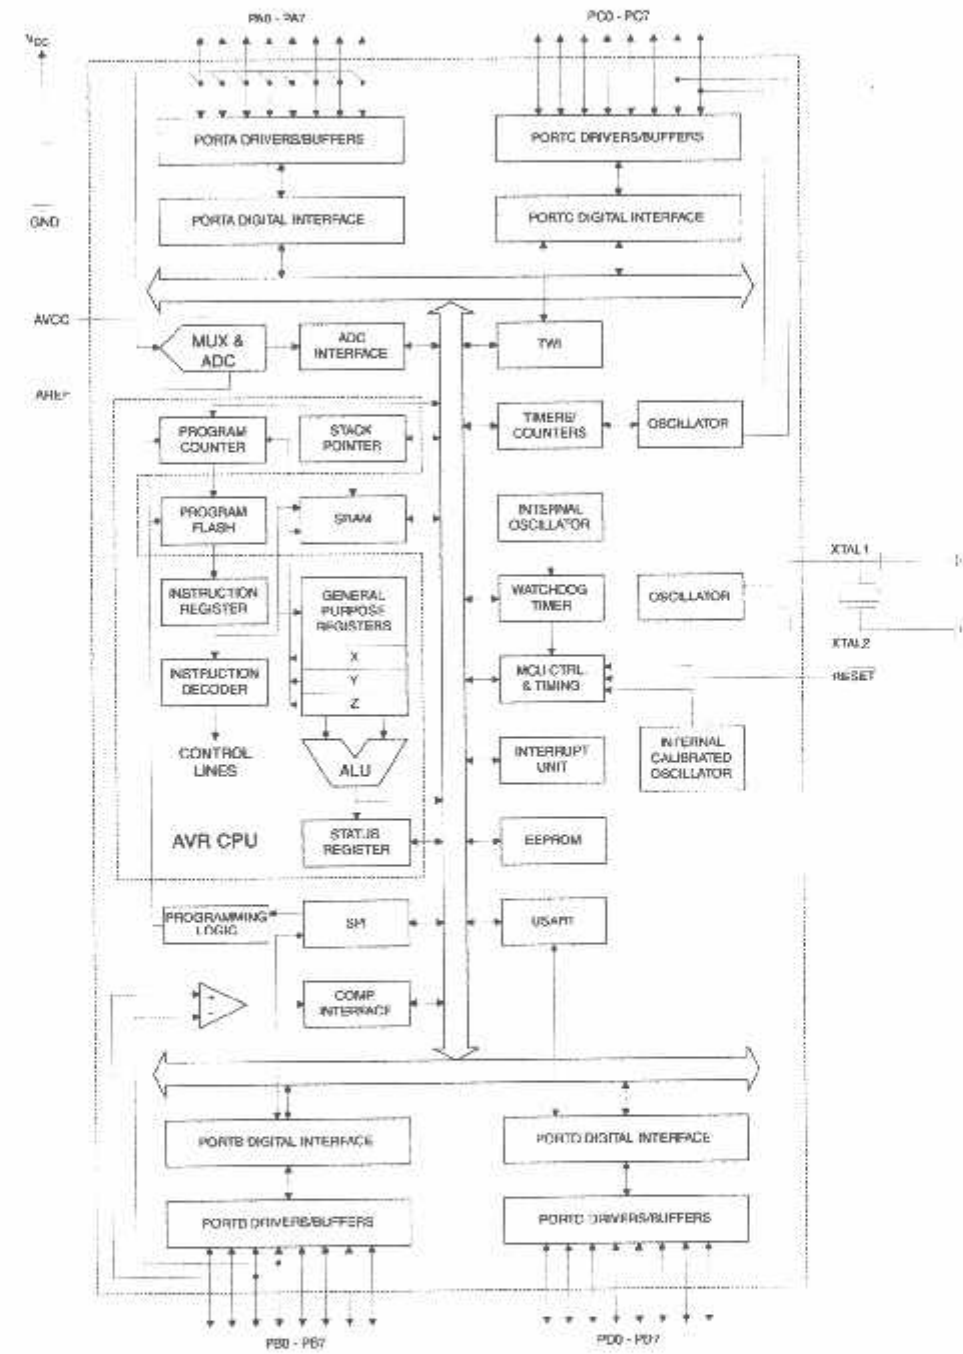 PA0 - PA7
PC0 - PC7
VCC
PORTA DRIVERS/BUFFERS
PORTC DRIVERS/BUFFERS
GND
PORTA DIGITAL INTERFACE
PORTC DIGITAL INTERFACE
AVCC
MUX &
ADC
ADC
INTERFACE
TWI
AREF
PROGRAM
COUNTER
STACK
POINTER
TIMERS/
COUNTERS
OSCILLATOR
PROGRAM
FLASH
SRAM
INTERNAL
OSCILLATOR
XTAL1
INSTRUCTION
REGISTER
GENERAL
PURPOSE
REGISTERS
WATCHDOG
TIMER
OSCILLATOR
X
XTAL2
INSTRUCTION
DECODER
Y
MCU CTRL.
& TIMING
RESET
Z
CONTROL
LINES
ALU
INTERRUPT
UNIT
INTERNAL
CALIBRATED
OSCILLATOR
AVR CPU
STATUS
REGISTER
EEPROM
PROGRAMMING
LOGIC
SPI
USART
+
-
COMP.
INTERFACE
PORTB DIGITAL INTERFACE
PORTD DIGITAL INTERFACE
PORTB DRIVERS/BUFFERS
PORTD DRIVERS/BUFFERS
PB0 - PB7
PD0 - PD7